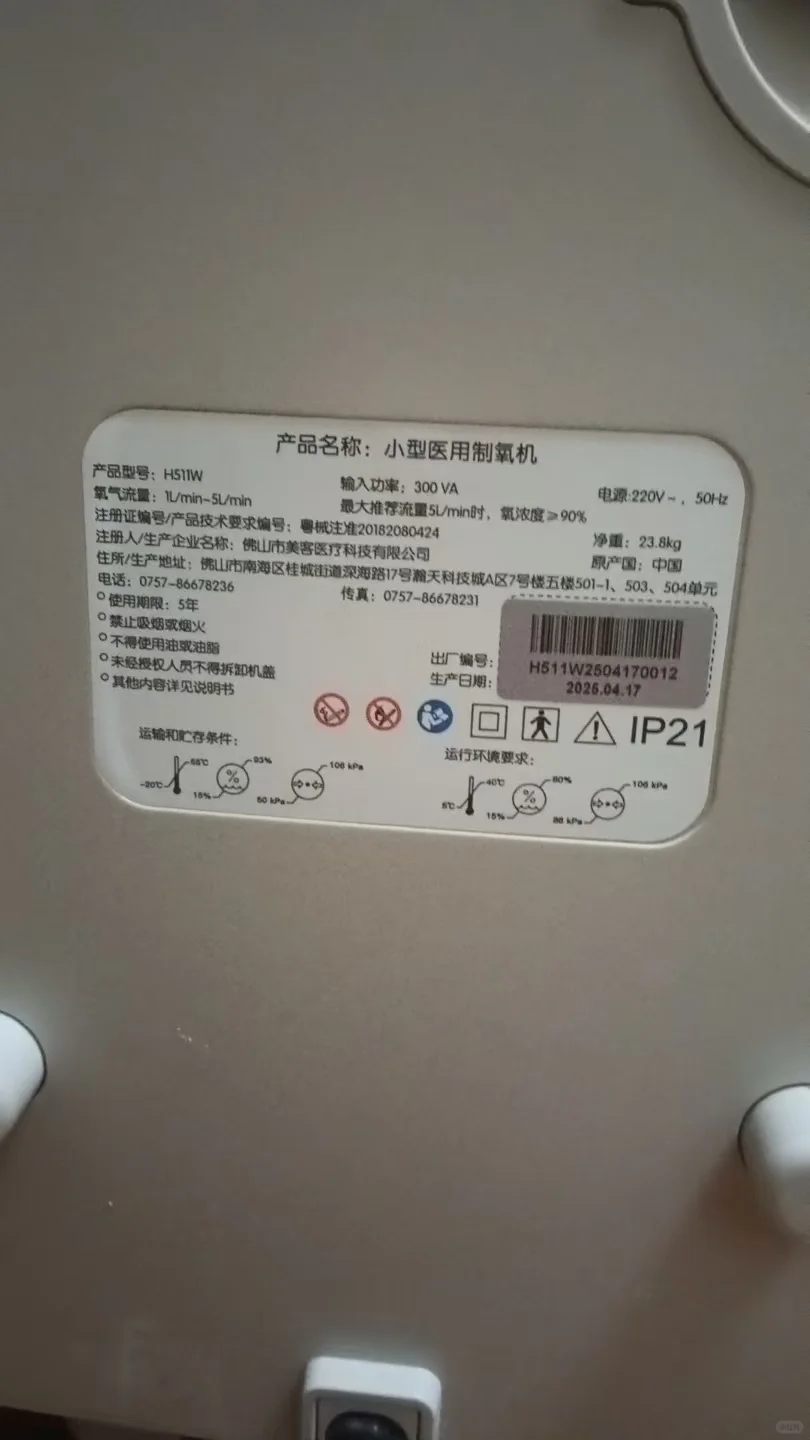 产品名称：小型医用制氧机
产品型号：H511W
输入功率：300 VA
电源:220V~，50Hz
氧气流量：1L/min-5L/min
最大推荐流量5L/min时，氧浓度≥90%
注册证编号/产品技术要求编号：粤械注准20182080424
净重：23.8kg
注册人/生产企业名称：佛山市美客医疗科技有限公司
原产国：中国
住所/生产地址：佛山市南海区桂城街道深海路17号瀚天科技城A区7号楼五楼501-1、503、504单元
电话：0757-86678236
传真：0757-86678231
使用期限：5年
禁止吸烟或烟火
不得使用油或油脂
未经授权人员不得拆卸机盖
其他内容详见说明书
出厂编号：
H511W2504170012
生产日期：
2025.04.17
IP21
运输和贮存条件：
-20℃
55℃
15%
93%
50 kPa
106 kPa
运行环境要求：
5℃
40℃
15%
80%
86 kPa
106 kPa